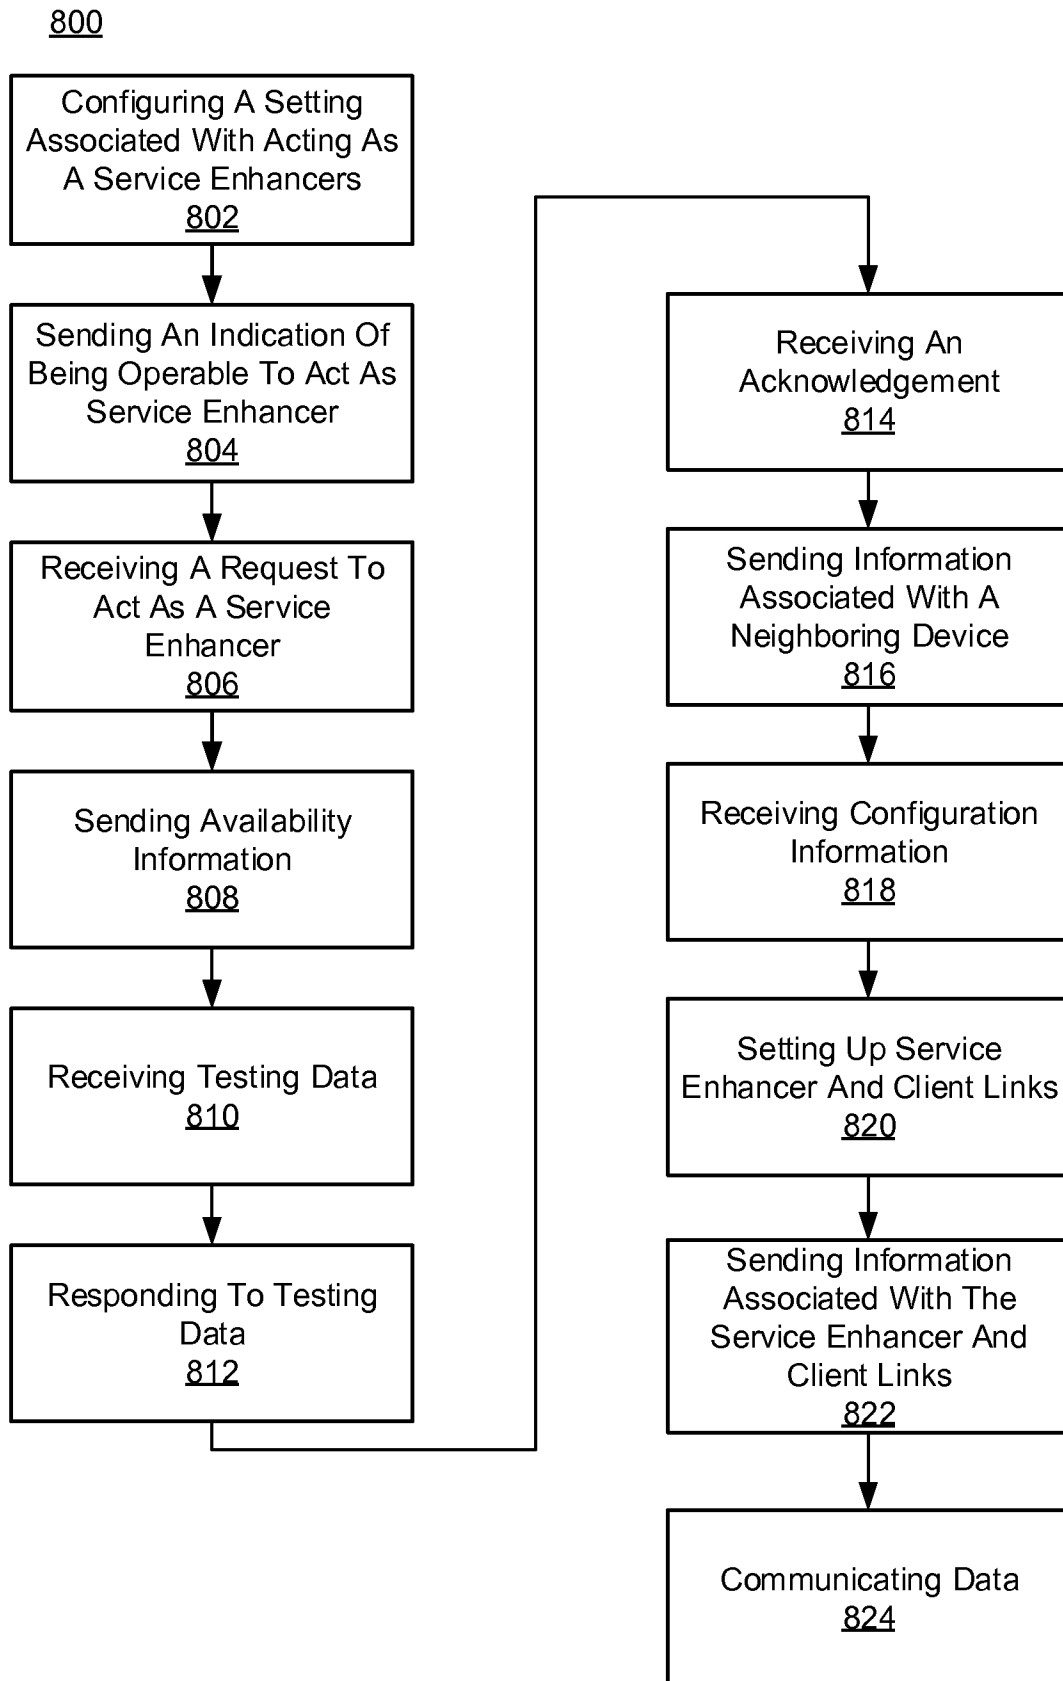 800
Configuring A Setting
Associated With Acting As
A Service Enhancers
802
Sending An Indication Of
Being Operable To Act As
Service Enhancer
804
Receiving A Request To
Act As A Service
Enhancer
806
Sending Availability
Information
808
Receiving Testing Data
810
Responding To Testing
Data
812
Receiving An
Acknowledgement
814
Sending Information
Associated With A
Neighboring Device
816
Receiving Configuration
Information
818
Setting Up Service
Enhancer And Client Links
820
Sending Information
Associated With The
Service Enhancer And
Client Links
822
Communicating Data
824